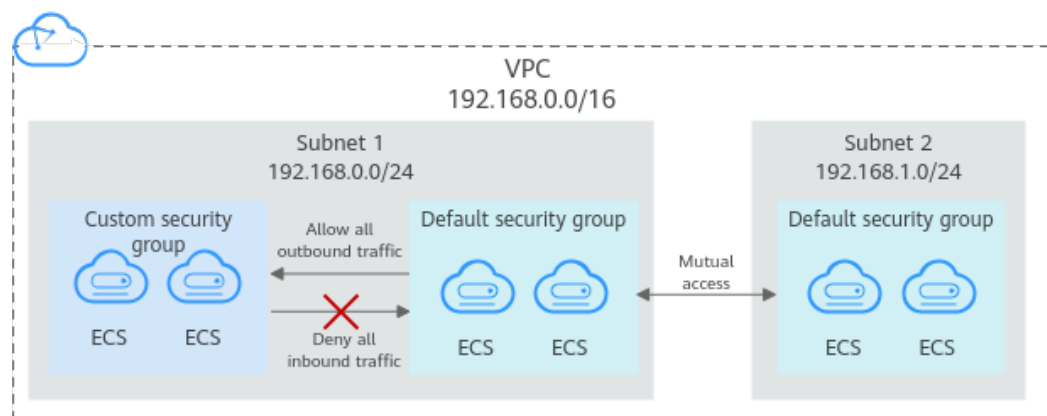 VPC
192.168.0.0/16
Subnet 1
192.168.0.0/24
Custom security
group
ECS
ECS
Allow all
outbound traffic
Deny all
inbound traffic
Default security group
ECS
ECS
Mutual
access
Subnet 2
192.168.1.0/24
Default security group
ECS
ECS